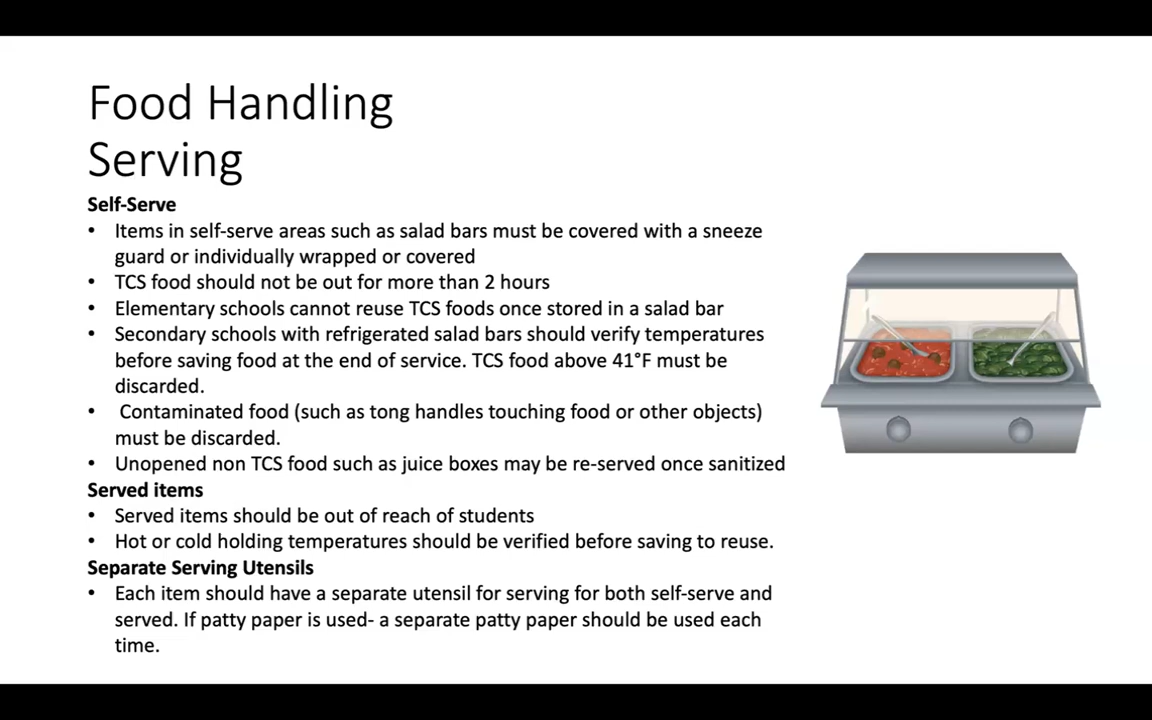 Food Handling
Serving
Self-Serve
• Items in self-serve areas such as salad bars must be covered with a sneeze
guard or individually wrapped or covered
• TCS food should not be out for more than 2 hours
• Elementary schools cannot reuse TCS foods once stored in a salad bar
• Secondary schools with refrigerated salad bars should verify temperatures
before saving food at the end of service. TCS food above 41°F must be
discarded.
• Contaminated food (such as tong handles touching food or other objects)
must be discarded.
• Unopened non TCS food such as juice boxes may be re-served once sanitized
Served items
• Served items should be out of reach of students
• Hot or cold holding temperatures should be verified before saving to reuse.
Separate Serving Utensils
• Each item should have a separate utensil for serving for both self-serve and
served. If patty paper is used- a separate patty paper should be used each
time.